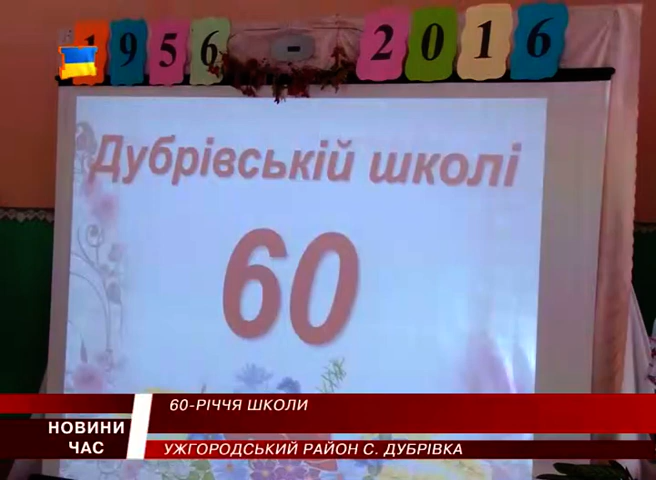 1956 - 2016
Дубрівській школі
60
60-РІЧЧЯ ШКОЛИ
НОВИНИ
ЧАС
УЖГОРОДСЬКИЙ РАЙОН С. ДУБРІВКА